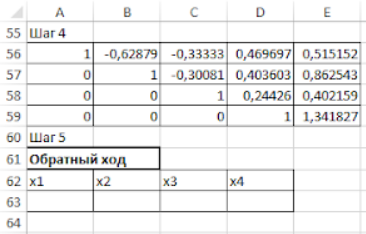 A B C D E
55 Шаг 4
56 1 -0,62879 -0,33333 0,469697 0,515152
57 0 1 -0,30081 0,403603 0,862543
58 0 0 1 0,24426 0,402159
59 0 0 0 1 1,341827
60 Шаг 5
61 Обратный ход
62 x1 x2 x3 x4
63
64